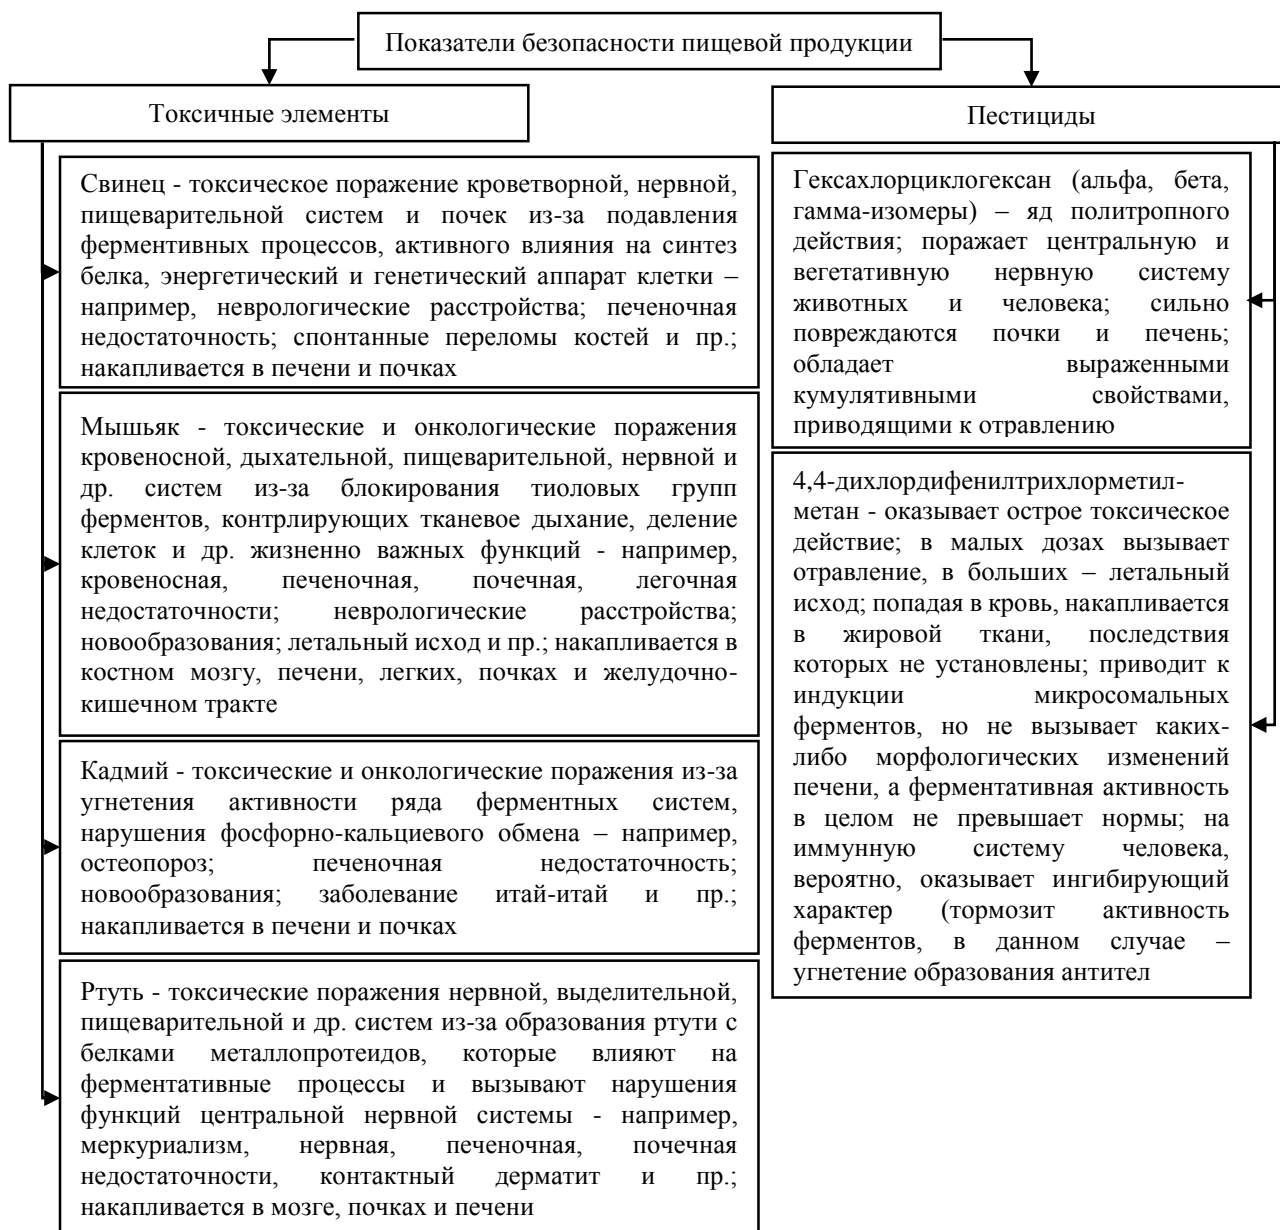 Показатели безопасности пищевой продукции
Токсичные элементы
Свинец - токсическое поражение кроветворной, нервной,
пищеварительной систем и почек из-за подавления
ферментивных процессов, активного влияния на синтез
белка, энергетический и генетический аппарат клетки –
например, неврологические расстройства; печеночная
недостаточность; спонтанные переломы костей и пр.;
накапливается в печени и почках
Мышьяк - токсические и онкологические поражения
кровеносной, дыхательной, пищеварительной, нервной и
др. систем из-за блокирования тиоловых групп
ферментов, контрлирующих тканевое дыхание, деление
клеток и др. жизненно важных функций - например,
кровеносная, печеночная, почечная, легочная
недостаточности; неврологические расстройства;
новообразования; летальный исход и пр.; накапливается в
костном мозгу, печени, легких, почках и желудочно-
кишечном тракте
Кадмий - токсические и онкологические поражения из-за
угнетения активности ряда ферментных систем,
нарушения фосфорно-кальциевого обмена – например,
остеопороз; печеночная недостаточность;
новообразования; заболевание итай-итай и пр.;
накапливается в печени и почках
Ртуть - токсические поражения нервной, выделительной,
пищеварительной и др. систем из-за образования ртути с
белками металлопротеидов, которые влияют на
ферментативные процессы и вызывают нарушения
функций центральной нервной системы - например,
меркуриализм, нервная, печеночная, почечная
недостаточности, контактный дерматит и пр.;
накапливается в мозге, почках и печени
Пестициды
Гексахлорциклогексан (альфа, бета,
гамма-изомеры) – яд политропного
действия; поражает центральную и
вегетативную нервную систему
животных и человека; сильно
повреждаются почки и печень;
обладает выраженными
кумулятивными свойствами,
приводящими к отравлению
4,4-дихлордифенилтрихлорметил-
метан - оказывает острое токсическое
действие; в малых дозах вызывает
отравление, в больших – летальный
исход; попадая в кровь, накапливается
в жировой ткани, последствия
которых не установлены; приводит к
индукции микросомальных
ферментов, но не вызывает каких-
либо морфологических изменений
печени, а ферментативная активность
в целом не превышает нормы; на
иммунную систему человека,
вероятно, оказывает ингибирующий
характер (тормозит активность
ферментов, в данном случае –
угнетение образования антител